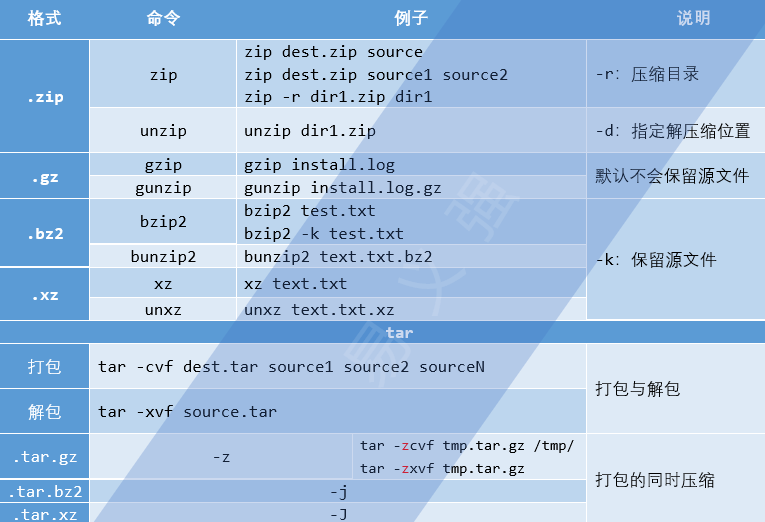 格式 命令 例子 说明
.zip zip zip dest.zip source
zip dest.zip source1 source2
zip -r dir1.zip dir1
-r: 压缩目录
unzip unzip dir1.zip -d: 指定解压缩位置
.gz gzip gzip install.log
gunzip gunzip install.log.gz
默认不会保留源文件
.bz2 bzip2 bzip2 test.txt
bzip2 -k test.txt
bunzip2 bunzip2 text.txt.bz2
-k: 保留源文件
.xz xz xz text.txt
unxz unxz text.txt.xz
tar
打包 tar -cvf dest.tar source1 source2 sourceN
解包 tar -xvf source.tar
打包与解包
.tar.gz -z tar -zcvf tmp.tar.gz /tmp/
tar -zxvf tmp.tar.gz
.tar.bz2 -j
.tar.xz -J
打包的同时压缩
易义强